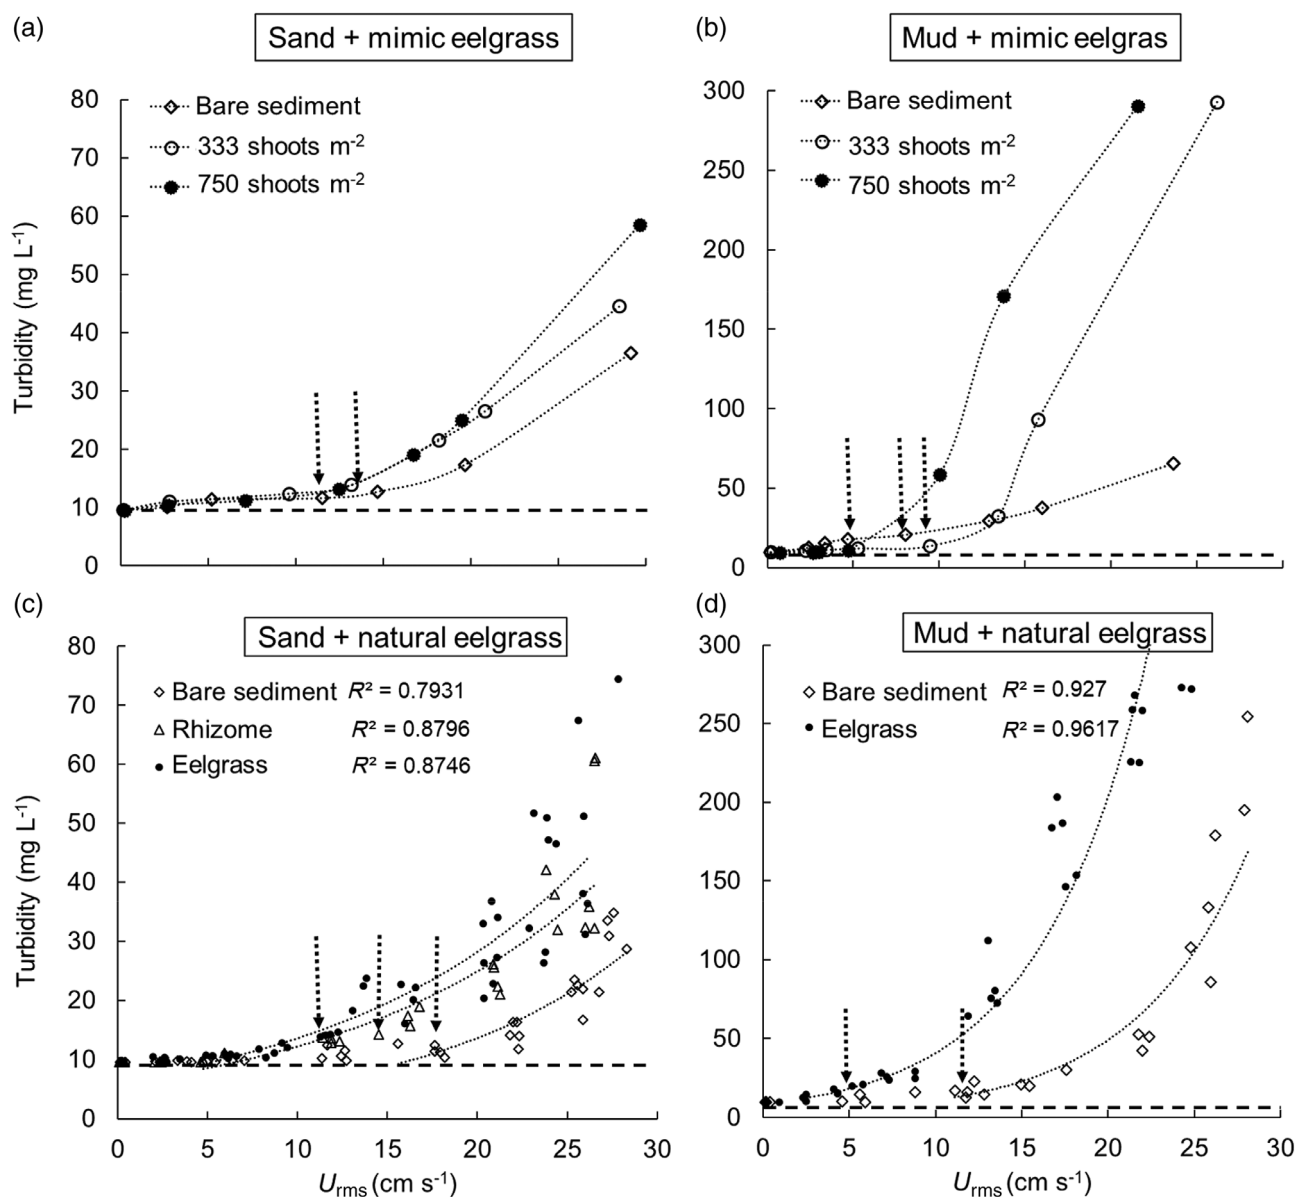 (a)
Sand + mimic eelgrass
Turbidity (mg L-1)
80
70
60
50
40
30
20
10
0
Bare sediment
333 shoots m-2
750 shoots m-2
(b)
Mud + mimic eelgras
300
250
200
150
100
50
0
Bare sediment
333 shoots m-2
750 shoots m-2
(c)
Sand + natural eelgrass
Turbidity (mg L-1)
80
70
60
50
40
30
20
10
0
Bare sediment R² = 0.7931
Rhizome R² = 0.8796
Eelgrass R² = 0.8746
0 5 10 15 20 25 30
Urms (cm s-1)
(d)
Mud + natural eelgrass
300
250
200
150
100
50
0
Bare sediment R² = 0.927
Eelgrass R² = 0.9617
0 5 10 15 20 25 30
Urms (cm s-1)